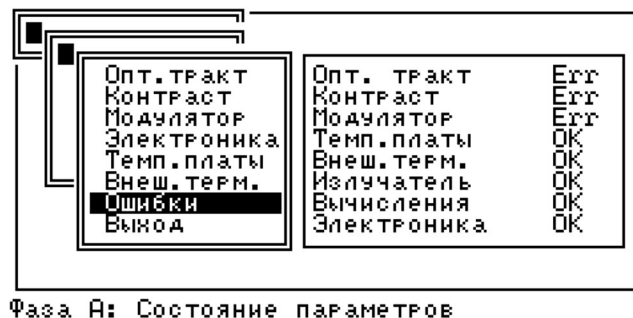 Опт.тракт
Контраст
Модулятор
Электроника
Темп.платы
Внеш.терм.
Ошибки
Выход
Опт. тракт Err
Контраст Err
Модулятор Err
Темп.платы OK
Внеш.терм. OK
Излучатель OK
Вычисления OK
Электроника OK
Фаза А: Состояние параметров